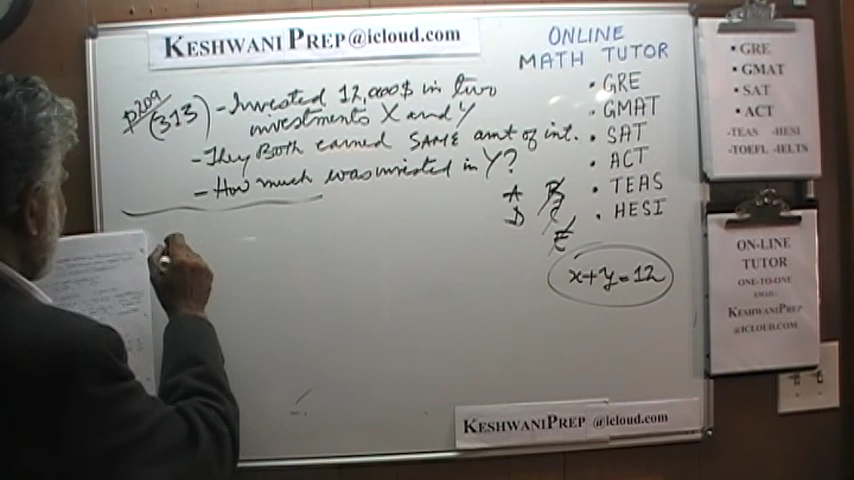 KESHWANI PREP@icloud.com
p209
(313) - Invested 12,000$ in two
investments X and Y
- They Both earned SAME amt of int.
- How much was invested in Y?
A B
D C
E
x+y=12
ONLINE
MATH TUTOR
• GRE
• GMAT
• SAT
• ACT
• TEAS
• HESI
▪ GRE
▪ GMAT
▪ SAT
▪ ACT
-TEAS -HESI
-TOEFL -IELTS
ON-LINE
TUTOR
ONE-TO-ONE
EMAIL:
KESHWANIPREP
@ICLOUD.COM
KESHWANIPREP @icloud.com